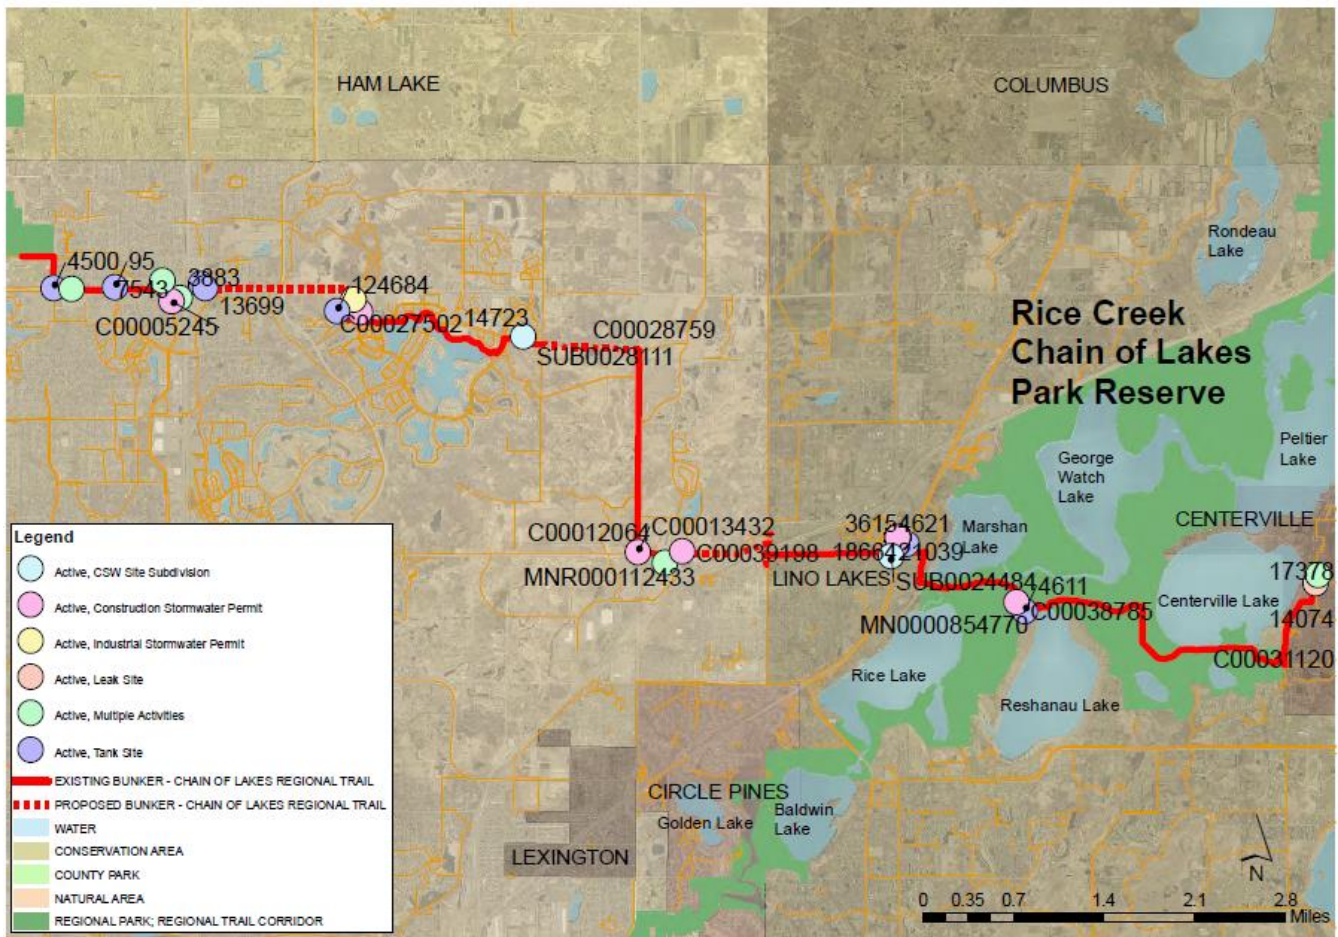 HAM LAKE
COLUMBUS
Rondeau
Lake
4500 95
7543
3883
13699
C00005245
124684
C00027502
14723
C00028759
SUB0028111
Rice Creek
Chain of Lakes
Park Reserve
Peltier
Lake
George
Watch
Lake
CENTERVILLE
Marshan
Lake
C00012064
C00013432
C00039198
MNR000112433
36154621
1866421039
LINO LAKES
SUB0024484
4611
C00038785
MN0000854770
Centerville Lake
17378
14074
C00031120
Rice Lake
Reshanau Lake
CIRCLE PINES
Golden Lake
Baldwin
Lake
LEXINGTON
Legend
Active, CSW Site Subdivision
Active, Construction Stormwater Permit
Active, Industrial Stormwater Permit
Active, Leak Site
Active, Multiple Activities
Active, Tank Site
EXISTING BUNKER - CHAIN OF LAKES REGIONAL TRAIL
PROPOSED BUNKER - CHAIN OF LAKES REGIONAL TRAIL
WATER
CONSERVATION AREA
COUNTY PARK
NATURAL AREA
REGIONAL PARK; REGIONAL TRAIL CORRIDOR
N
0 0.35 0.7 1.4 2.1 2.8
Miles